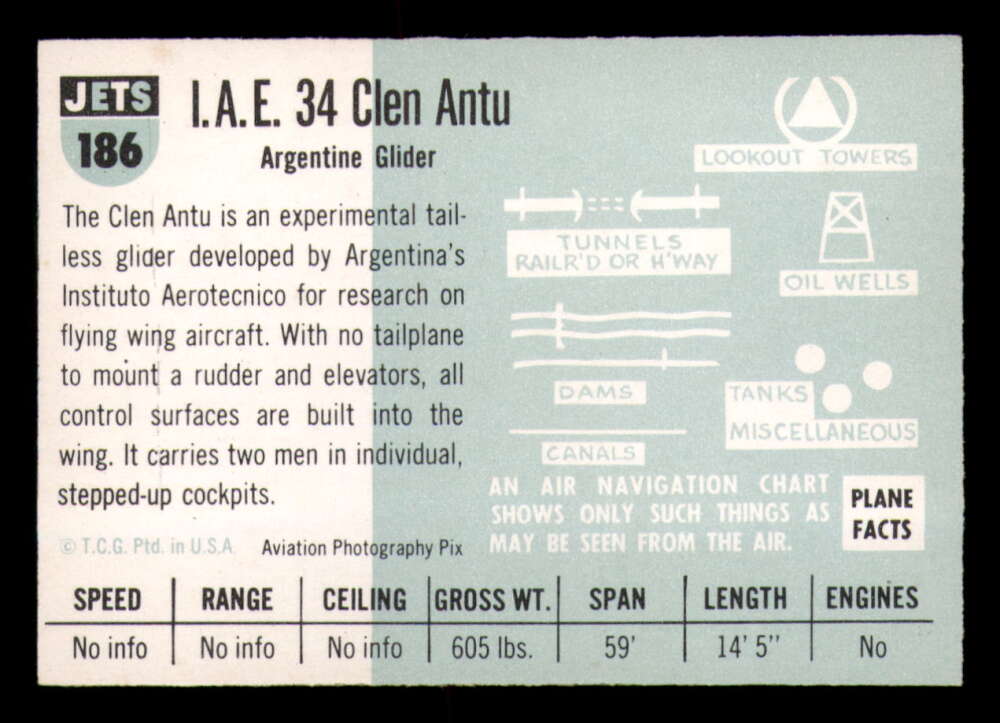 JETS
186
I.A.E. 34 Clen Antu
Argentine Glider
The Clen Antu is an experimental tail-
less glider developed by Argentina's
Instituto Aerotecnico for research on
flying wing aircraft. With no tailplane
to mount a rudder and elevators, all
control surfaces are built into the
wing. It carries two men in individual,
stepped-up cockpits.
© T.C.G. Ptd. in U.S.A. Aviation Photography Pix
LOOKOUT TOWERS
TUNNELS
RAILR'D OR H'WAY
OIL WELLS
DAMS
TANKS
MISCELLANEOUS
CANALS
AN AIR NAVIGATION CHART
SHOWS ONLY SUCH THINGS AS
MAY BE SEEN FROM THE AIR.
PLANE
FACTS
SPEED RANGE CEILING GROSS WT. SPAN LENGTH ENGINES
No info No info No info 605 lbs. 59' 14' 5" No